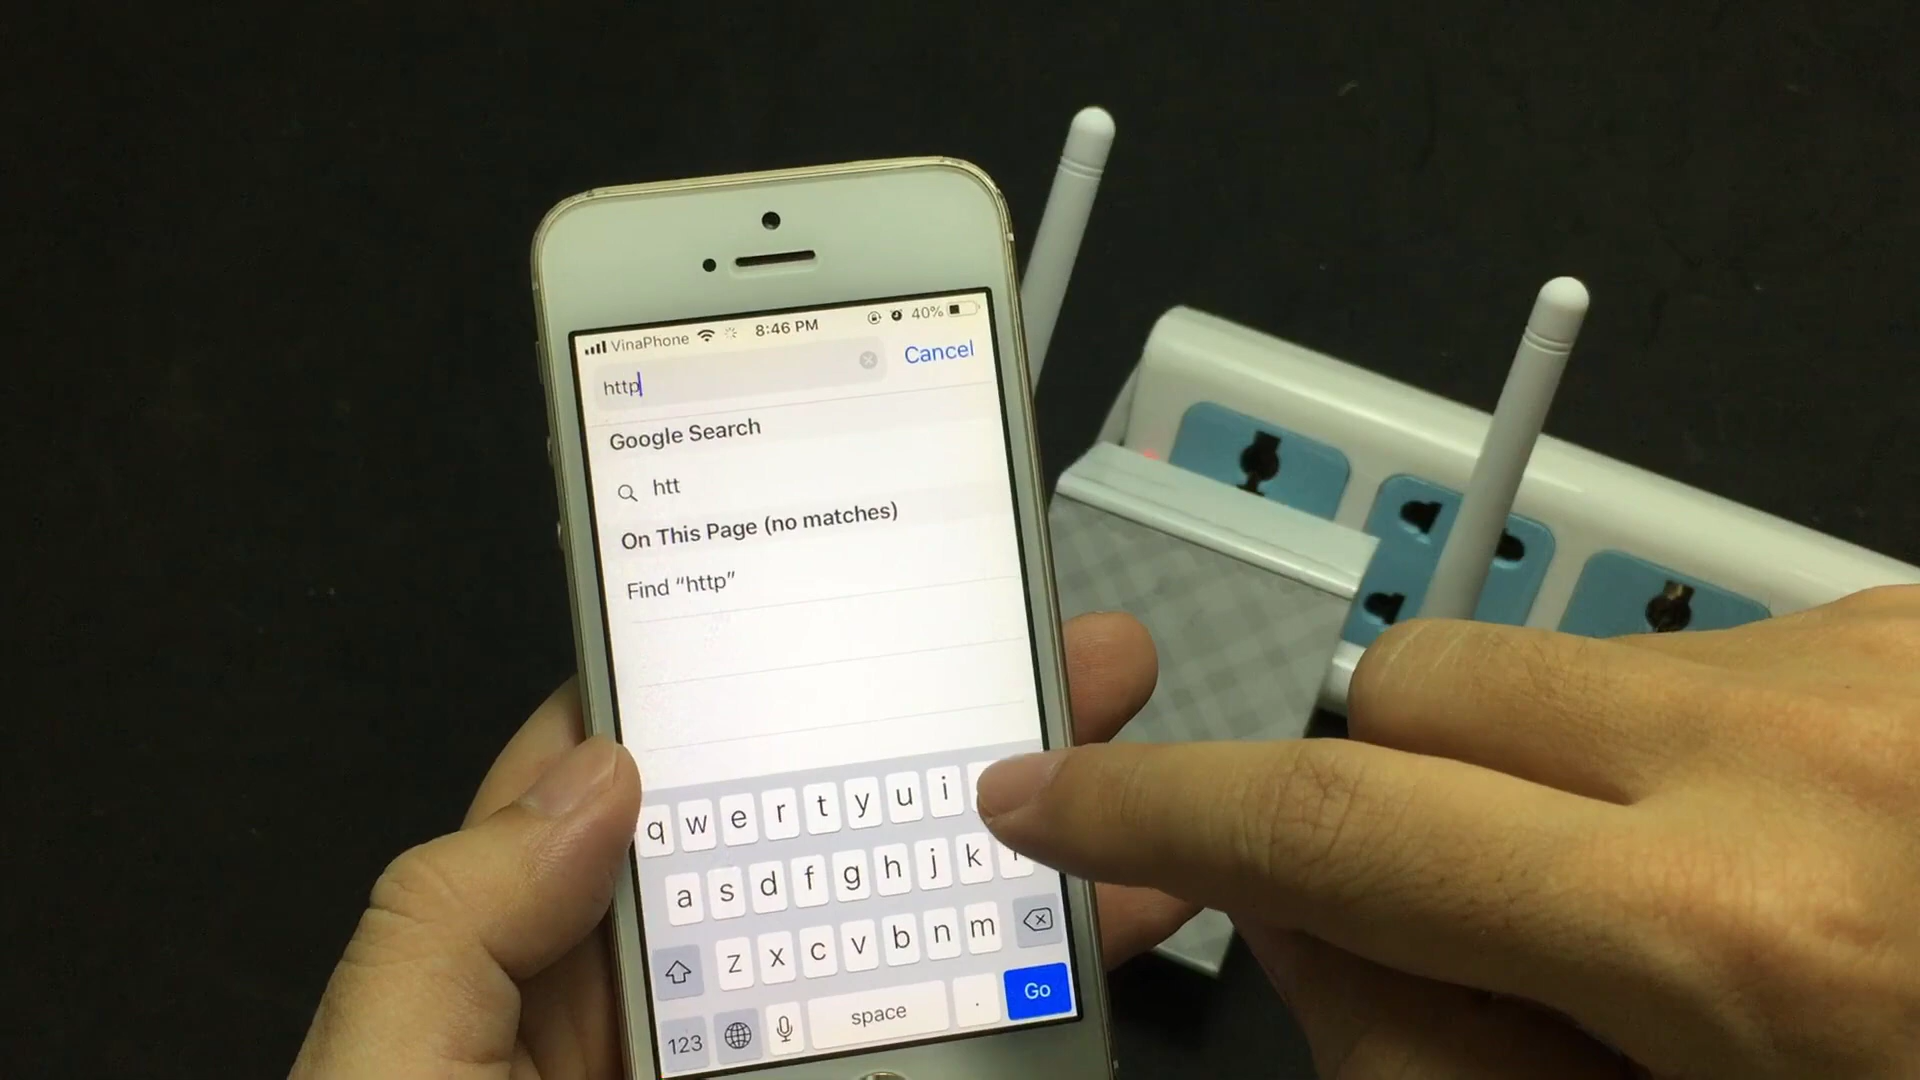 VinaPhone 8:46 PM 40%
http Cancel
Google Search
htt
On This Page (no matches)
Find “http”
q w e r t y u i
a s d f g h j k
z x c v b n m
123 space . Go